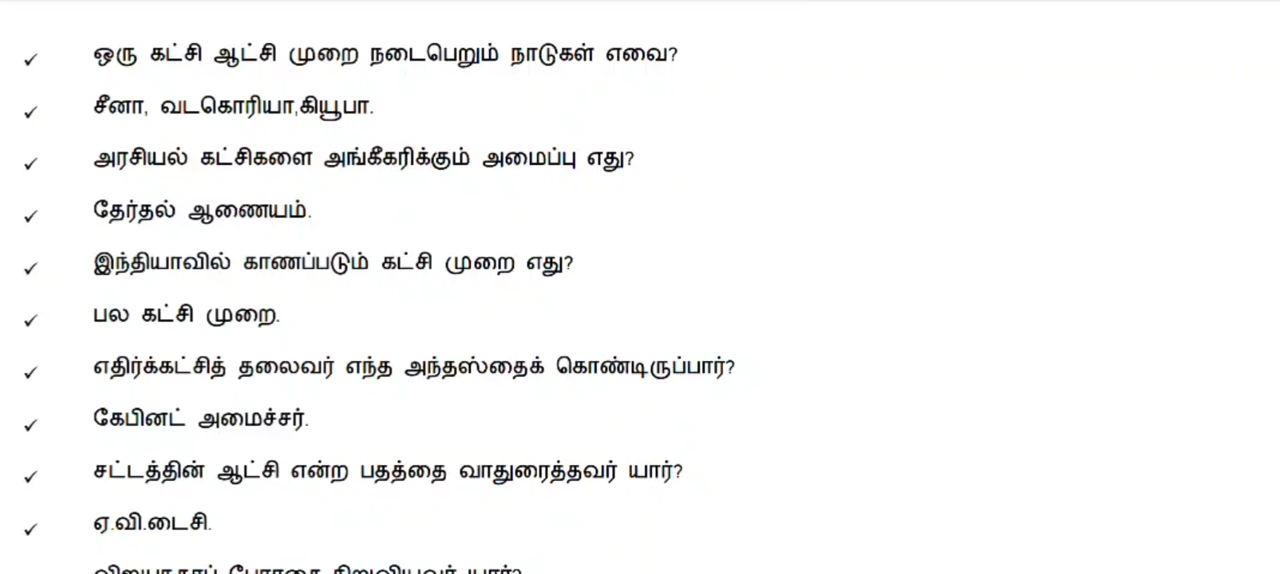 ✓ ஒரு கட்சி ஆட்சி முறை நடைபெறும் நாடுகள் எவை?
✓ சீனா, வடகொரியா,கியூபா.
✓ அரசியல் கட்சிகளை அங்கீகரிக்கும் அமைப்பு எது?
✓ தேர்தல் ஆணையம்.
✓ இந்தியாவில் காணப்படும் கட்சி முறை எது?
✓ பல கட்சி முறை.
✓ எதிர்க்கட்சித் தலைவர் எந்த அந்தஸ்தைக் கொண்டிருப்பார்?
✓ கேபினட் அமைச்சர்.
✓ சட்டத்தின் ஆட்சி என்ற பதத்தை வாதுரைத்தவர் யார்?
✓ ஏ.வி.டைசி.
யார்?